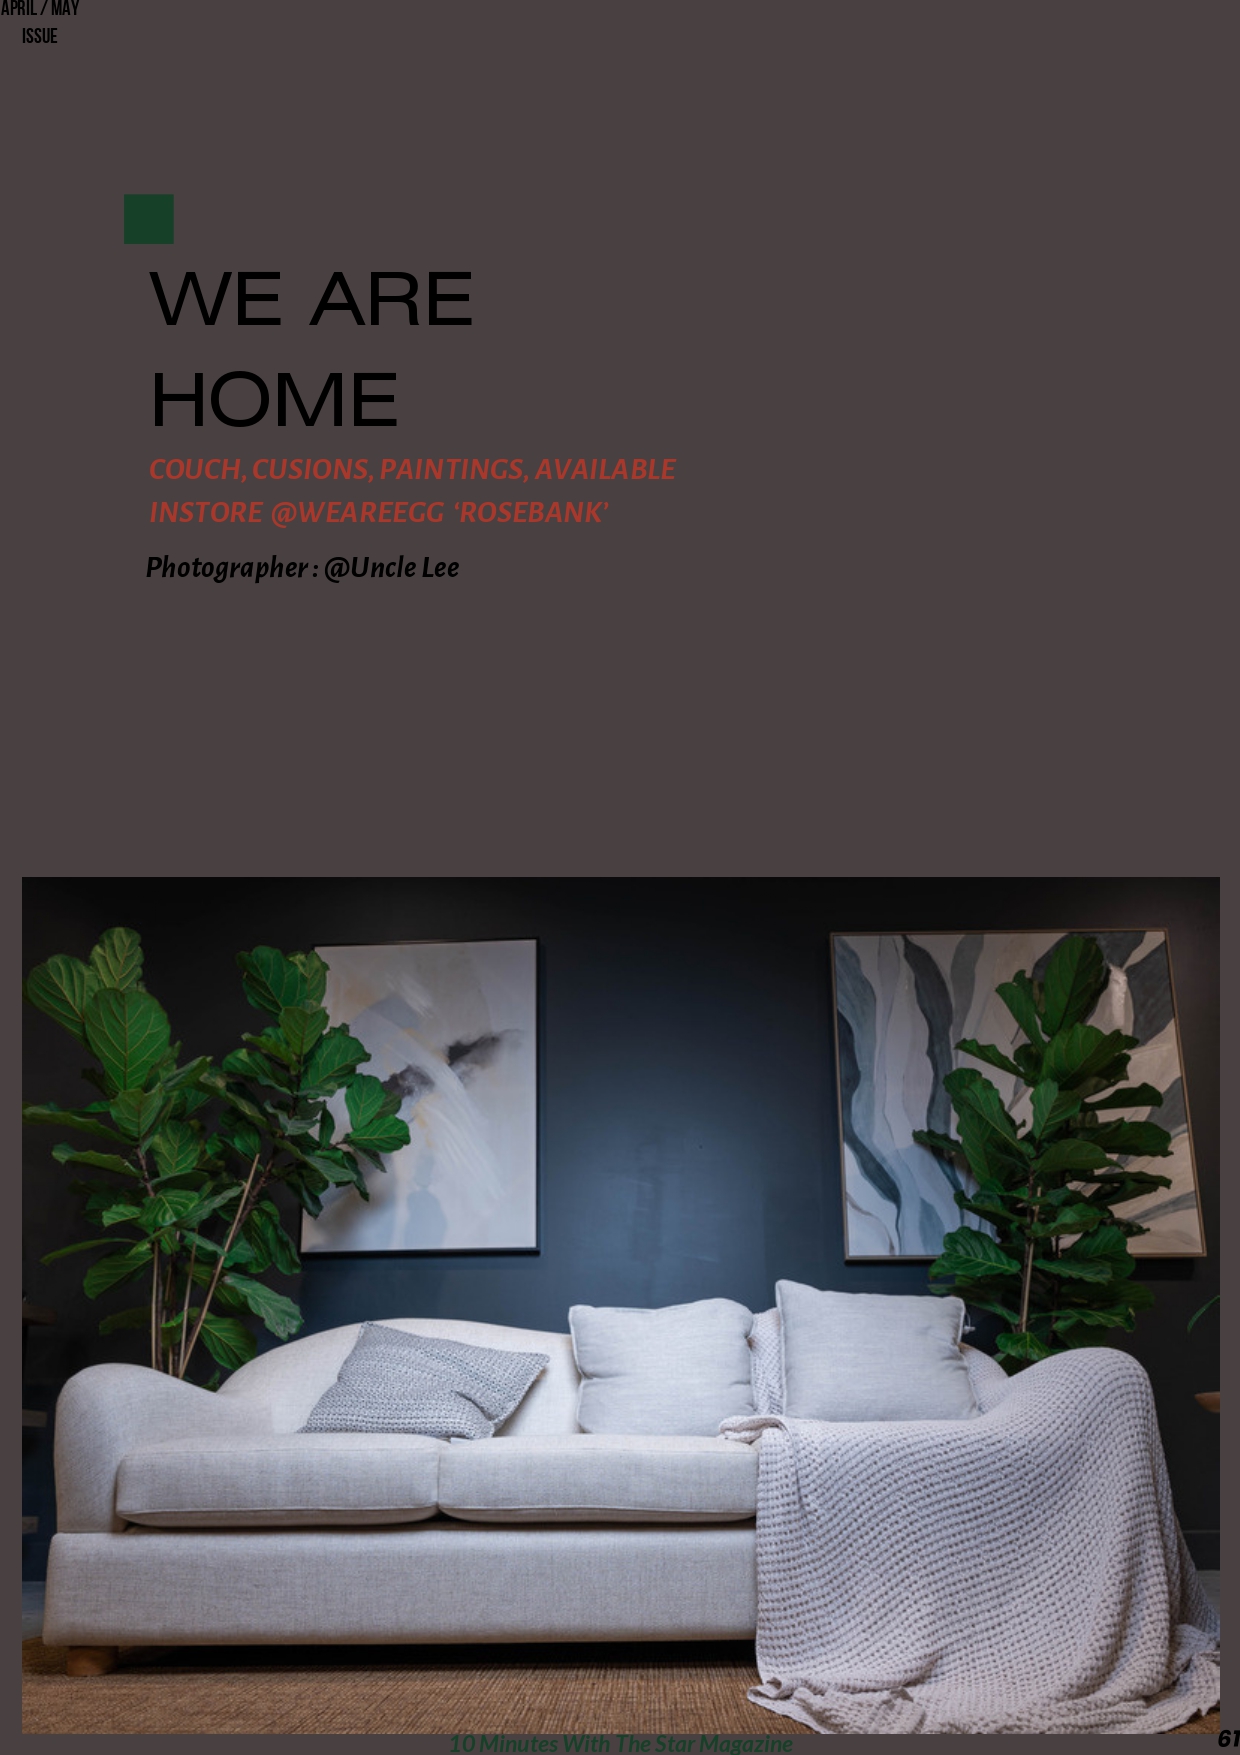 APRIL / MAY
ISSUE
WE ARE
HOME
COUCH, CUSIONS, PAINTINGS, AVAILABLE
INSTORE @WEAREEGG ‘ROSEBANK’
Photographer : @Uncle Lee
10 Minutes With The Star Magazine
61